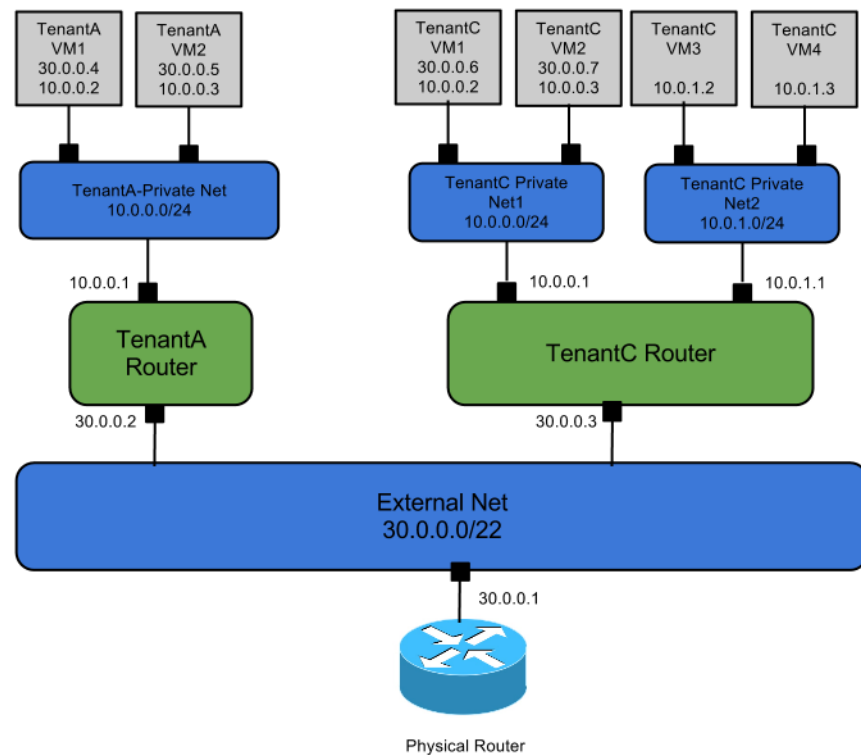 TenantA
VM1
30.0.0.4
10.0.0.2
TenantA
VM2
30.0.0.5
10.0.0.3
TenantC
VM1
30.0.0.6
10.0.0.2
TenantC
VM2
30.0.0.7
10.0.0.3
TenantC
VM3
10.0.1.2
TenantC
VM4
10.0.1.3
TenantA-Private Net
10.0.0.0/24
TenantC Private
Net1
10.0.0.0/24
TenantC Private
Net2
10.0.1.0/24
10.0.0.1
10.0.0.1
10.0.1.1
TenantA
Router
TenantC Router
30.0.0.2
30.0.0.3
External Net
30.0.0.0/22
30.0.0.1
Physical Router